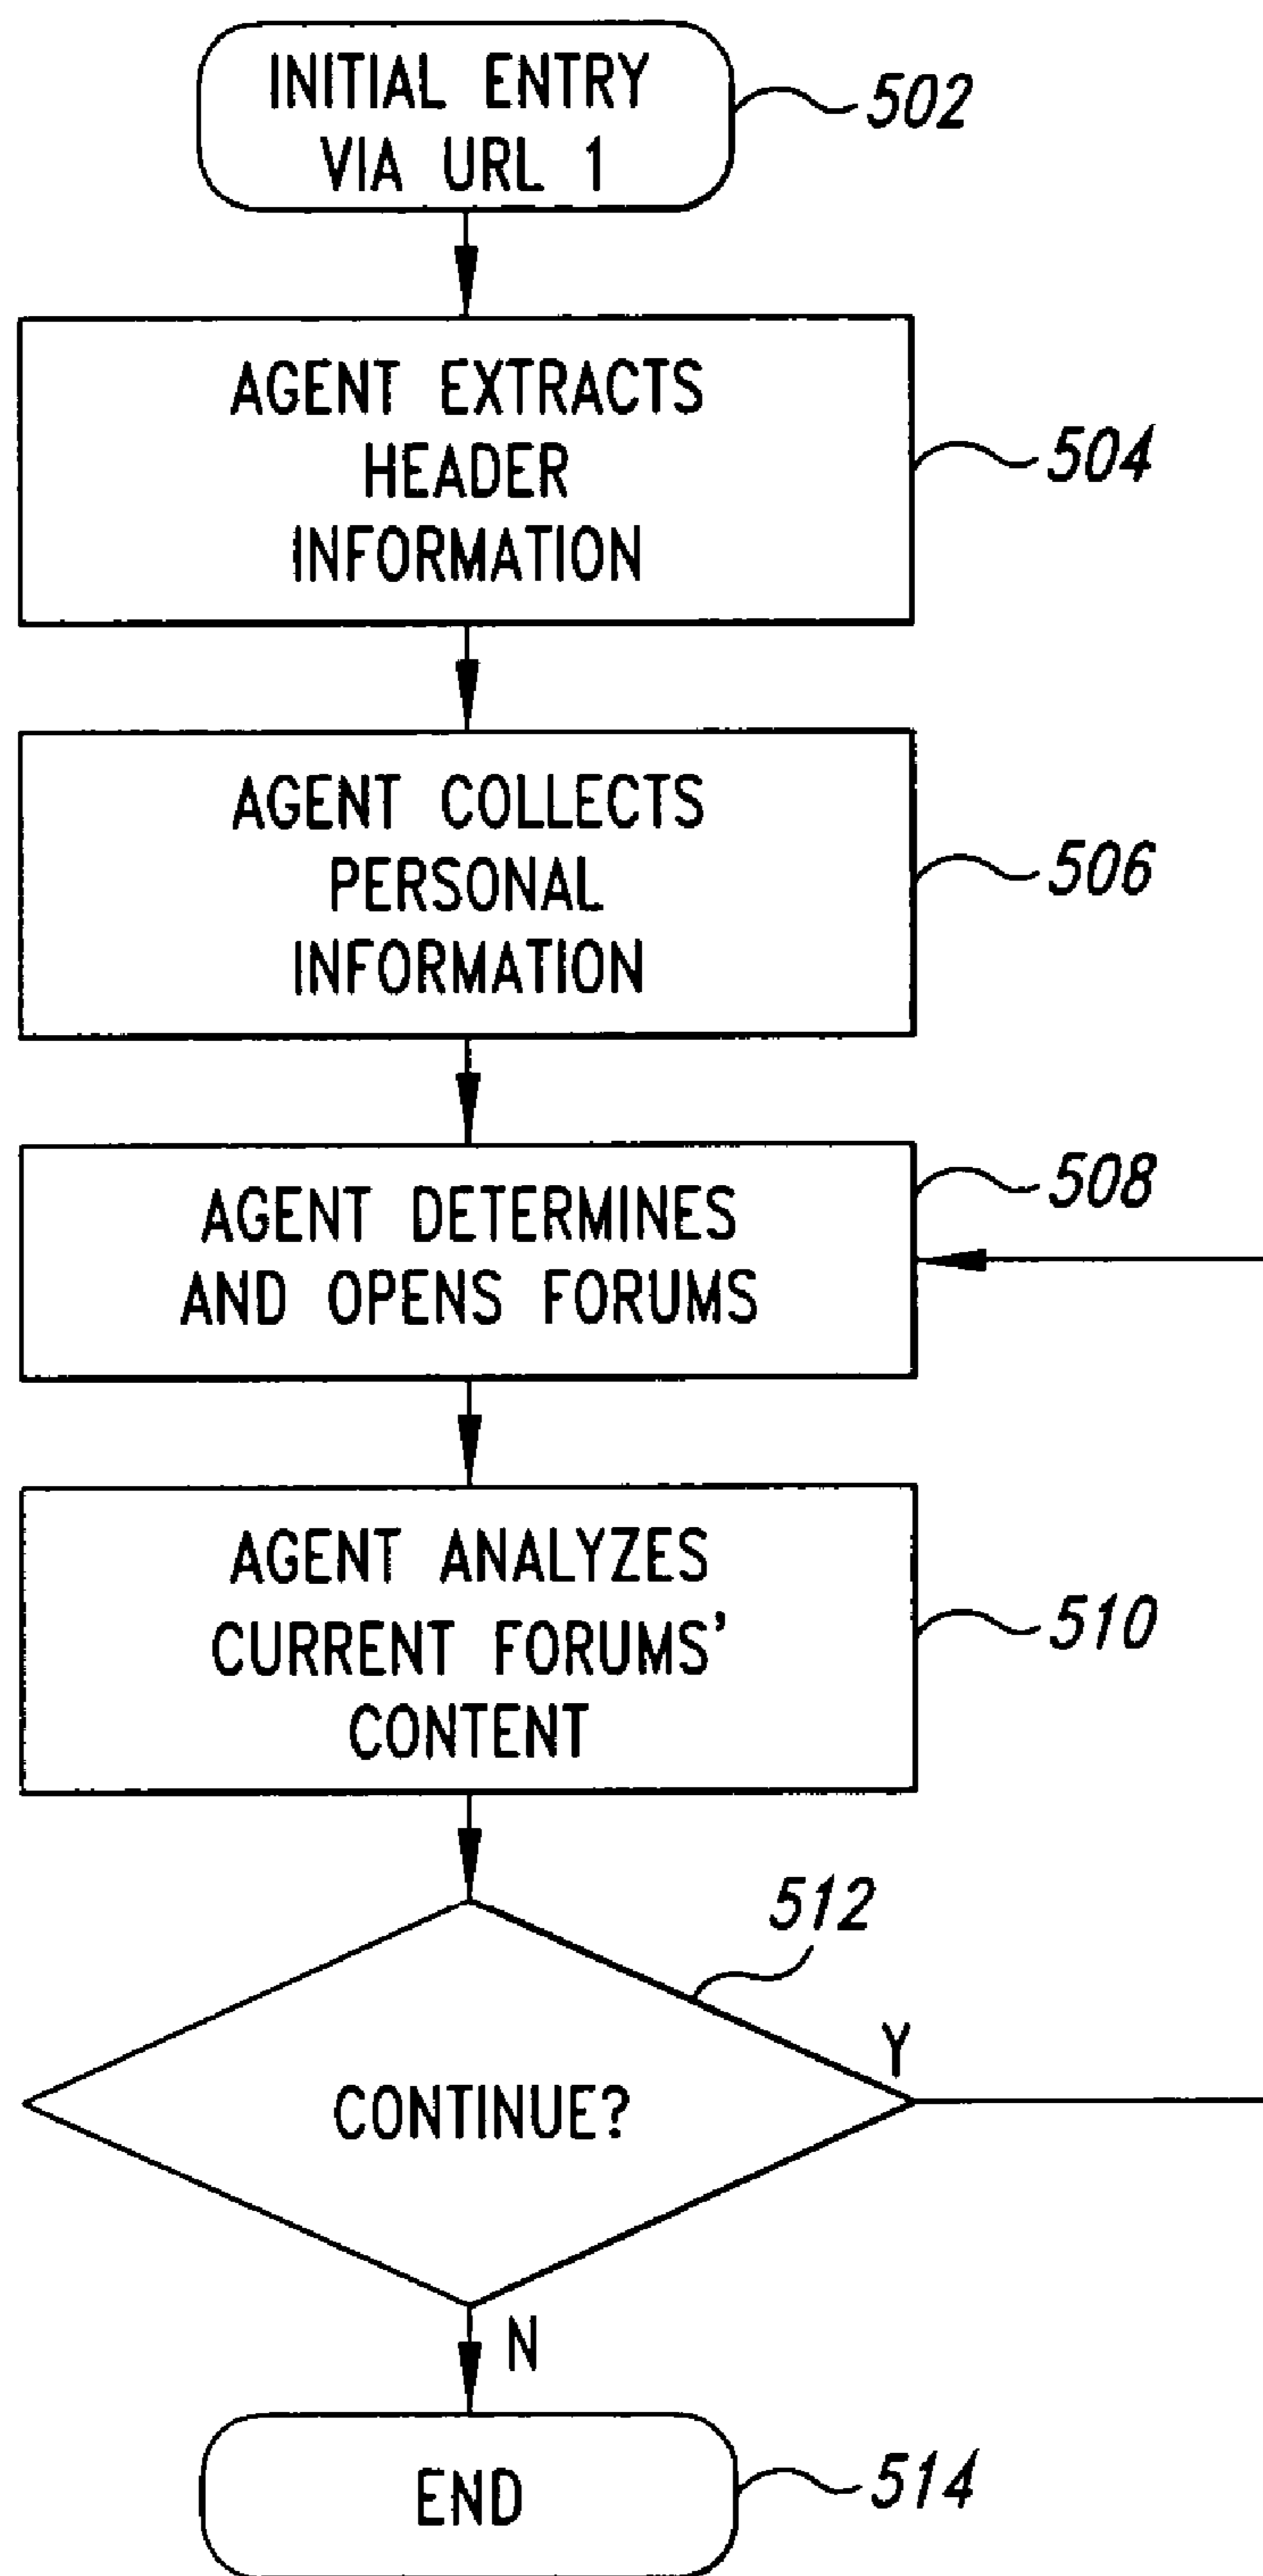 INITIAL ENTRY
VIA URL 1
502
AGENT EXTRACTS
HEADER
INFORMATION
504
AGENT COLLECTS
PERSONAL
INFORMATION
506
AGENT DETERMINES
AND OPENS FORUMS
508
AGENT ANALYZES
CURRENT FORUMS'
CONTENT
510
512
CONTINUE?
Y
N
END
514